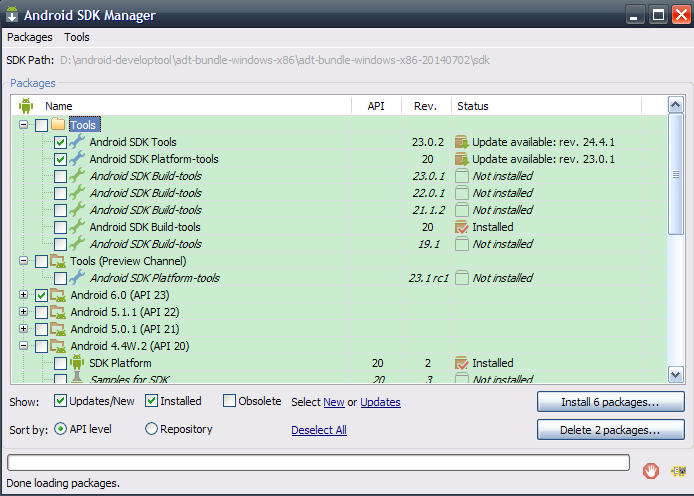 Android SDK Manager
Packages Tools
SDK Path: D:\android-developtool\adt-bundle-windows-x86\adt-bundle-windows-x86-20140702\sdk
Packages
Name API Rev. Status
Tools
Android SDK Tools 23.0.2 Update available: rev. 24.4.1
Android SDK Platform-tools 20 Update available: rev. 23.0.1
Android SDK Build-tools 23.0.1 Not installed
Android SDK Build-tools 22.0.1 Not installed
Android SDK Build-tools 21.1.2 Not installed
Android SDK Build-tools 20 Installed
Android SDK Build-tools 19.1 Not installed
Tools (Preview Channel)
Android SDK Platform-tools 23.1 rc1 Not installed
Android 6.0 (API 23)
Android 5.1.1 (API 22)
Android 5.0.1 (API 21)
Android 4.4W.2 (API 20)
SDK Platform 20 2 Installed
Samples for SDK 20 3 Not installed
Show: Updates/New Installed Obsolete Select New or Updates Install 6 packages...
Sort by: API level Repository Deselect All Delete 2 packages...
Done loading packages.